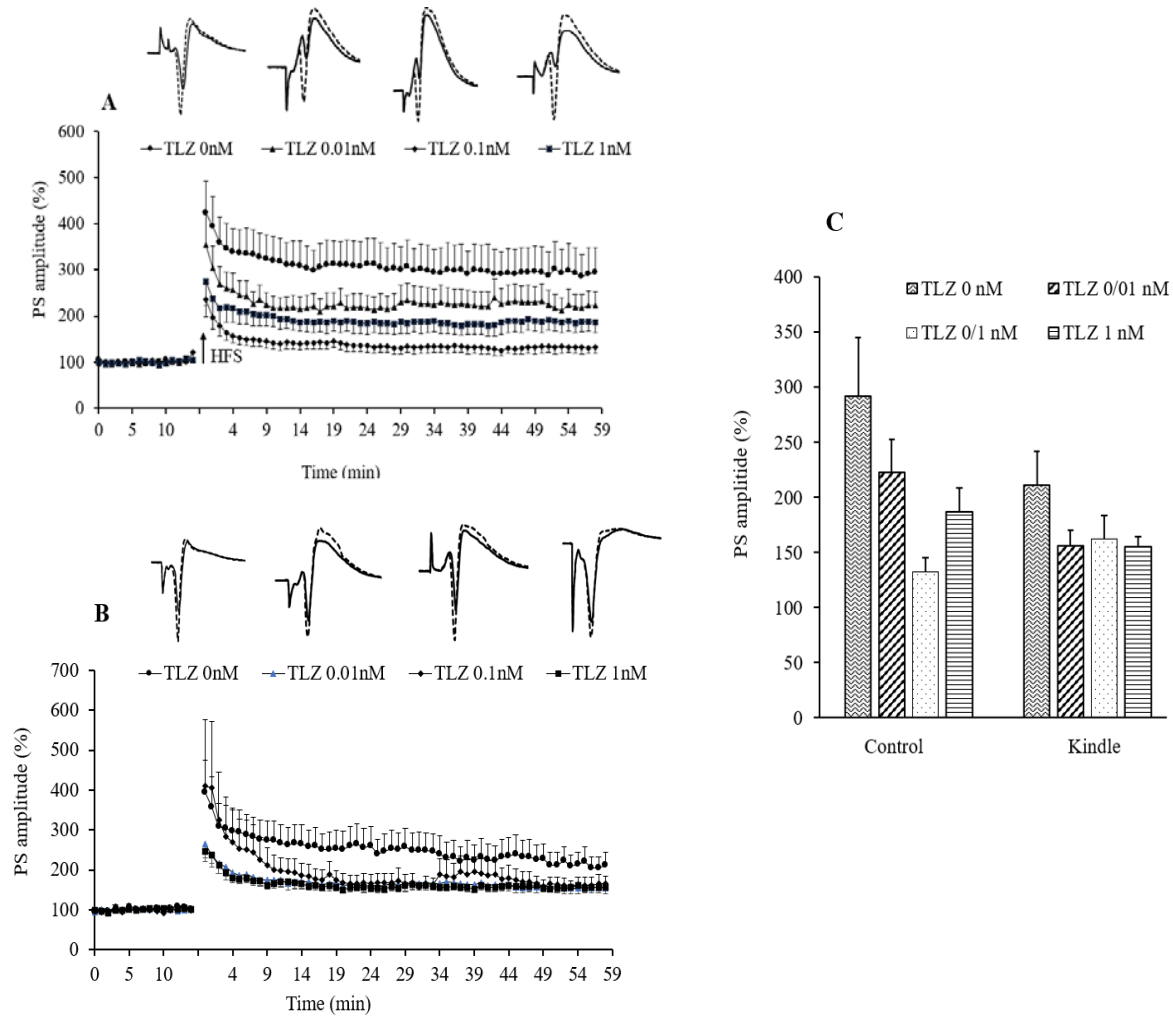 A
TLZ 0nM TLZ 0.01nM TLZ 0.1nM TLZ 1nM
PS amplitude (%)
600
500
400
300
200
100
0
HFS
0 5 10 4 9 14 19 24 29 34 39 44 49 54 59
Time (min)
B
TLZ 0nM TLZ 0.01nM TLZ 0.1nM TLZ 1nM
PS amplitude (%)
700
600
500
400
300
200
100
0
0 5 10 4 9 14 19 24 29 34 39 44 49 54 59
Time (min)
C
TLZ 0 nM TLZ 0/01 nM
TLZ 0/1 nM TLZ 1 nM
PS amplitide (%)
400
350
300
250
200
150
100
50
0
Control Kindle